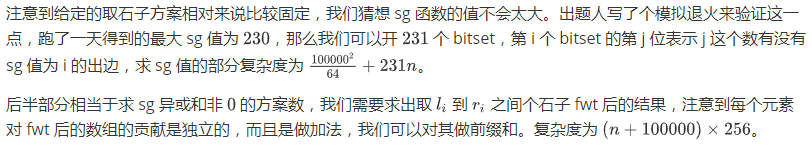 注意到给定的取石子方案相对来说比较固定，我们猜想 sg 函数的值不会太大。出题人写了个模拟退火来验证这一
点，跑了一天得到的最大 sg 值为 230，那么我们可以开 231 个 bitset，第 i 个 bitset 的第 j 位表示 j 这个数有没有
sg 值为 i 的出边，求 sg 值的部分复杂度为 $\frac{100000^2}{64} + 231n$。
后半部分相当于求 sg 异或和非 0 的方案数，我们需要求出取 $l_i$ 到 $r_i$ 之间个石子 fwt 后的结果，注意到每个元素
对 fwt 后的数组的贡献是独立的，而且是做加法，我们可以对其做前缀和。复杂度为 $(n + 100000) \times 256$。